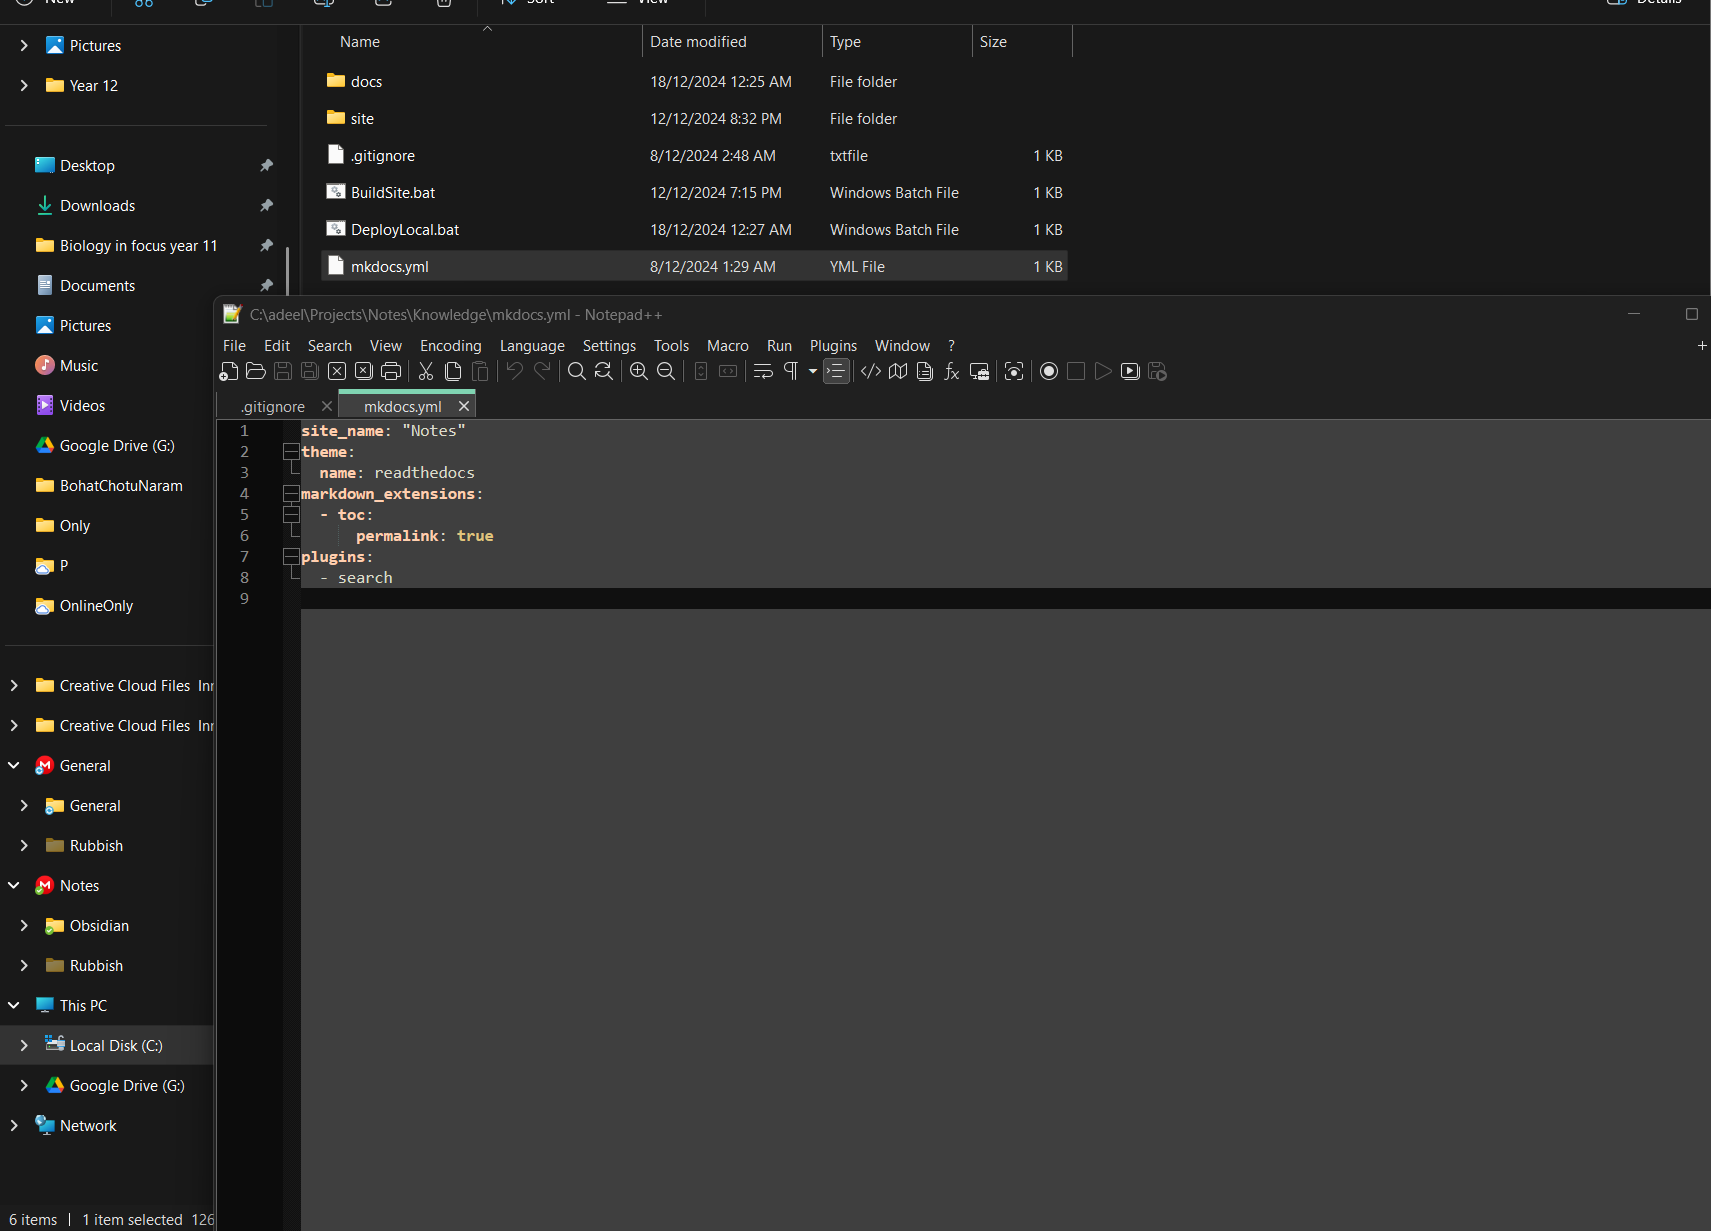 New
Sort
View
Details
Pictures
Year 12
Desktop
Downloads
Biology in focus year 11
Documents
Pictures
Music
Videos
Google Drive (G:)
BohatChotuNaram
Only
P
OnlineOnly
Creative Cloud Files
Creative Cloud Files
General
General
Rubbish
Notes
Obsidian
Rubbish
This PC
Local Disk (C:)
Google Drive (G:)
Network
6 items | 1 item selected 126
Name Date modified Type Size
docs 18/12/2024 12:25 AM File folder
site 12/12/2024 8:32 PM File folder
.gitignore 8/12/2024 2:48 AM txtfile 1 KB
BuildSite.bat 12/12/2024 7:15 PM Windows Batch File 1 KB
DeployLocal.bat 18/12/2024 12:27 AM Windows Batch File 1 KB
mkdocs.yml 8/12/2024 1:29 AM YML File 1 KB
C:\adeel\Projects\Notes\Knowledge\mkdocs.yml - Notepad++
File Edit Search View Encoding Language Settings Tools Macro Run Plugins Window ?
.gitignore mkdocs.yml
1 site_name: "Notes"
2 theme:
3 name: readthedocs
4 markdown_extensions:
5 - toc:
6 permalink: true
7 plugins:
8 - search
9